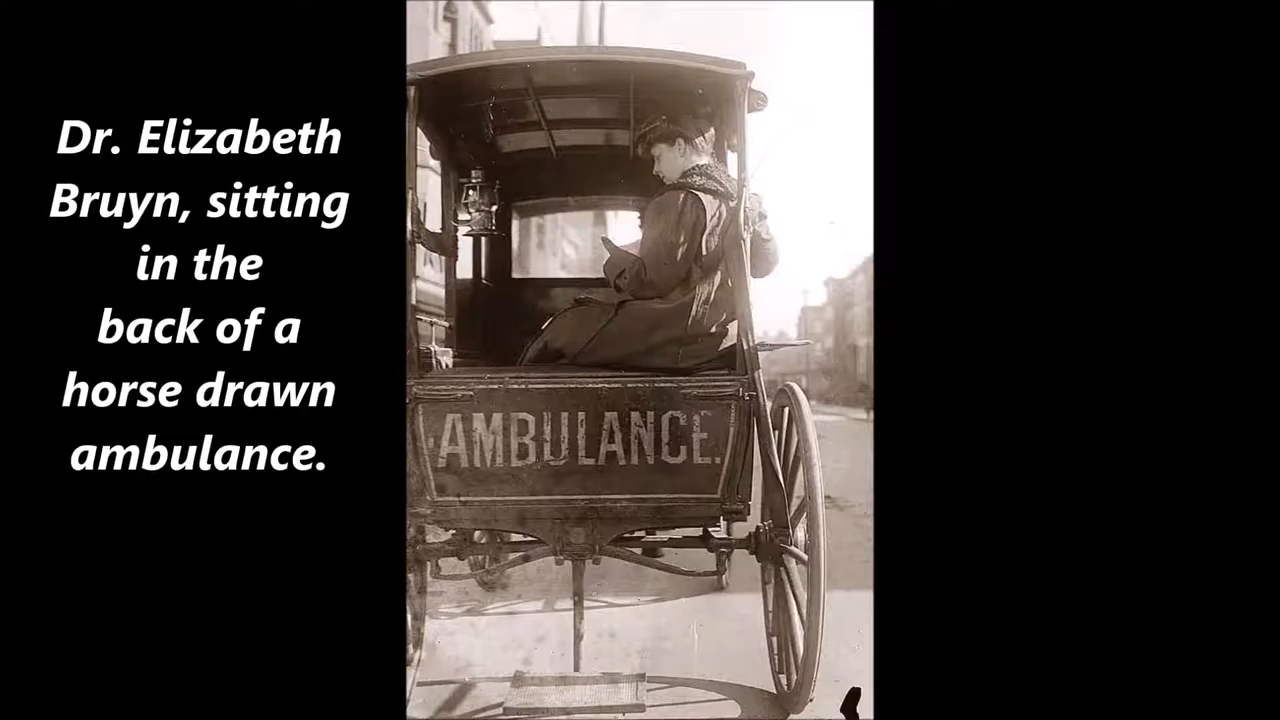 Dr. Elizabeth
Bruyn, sitting
in the
back of a
horse drawn
ambulance.
AMBULANCE.